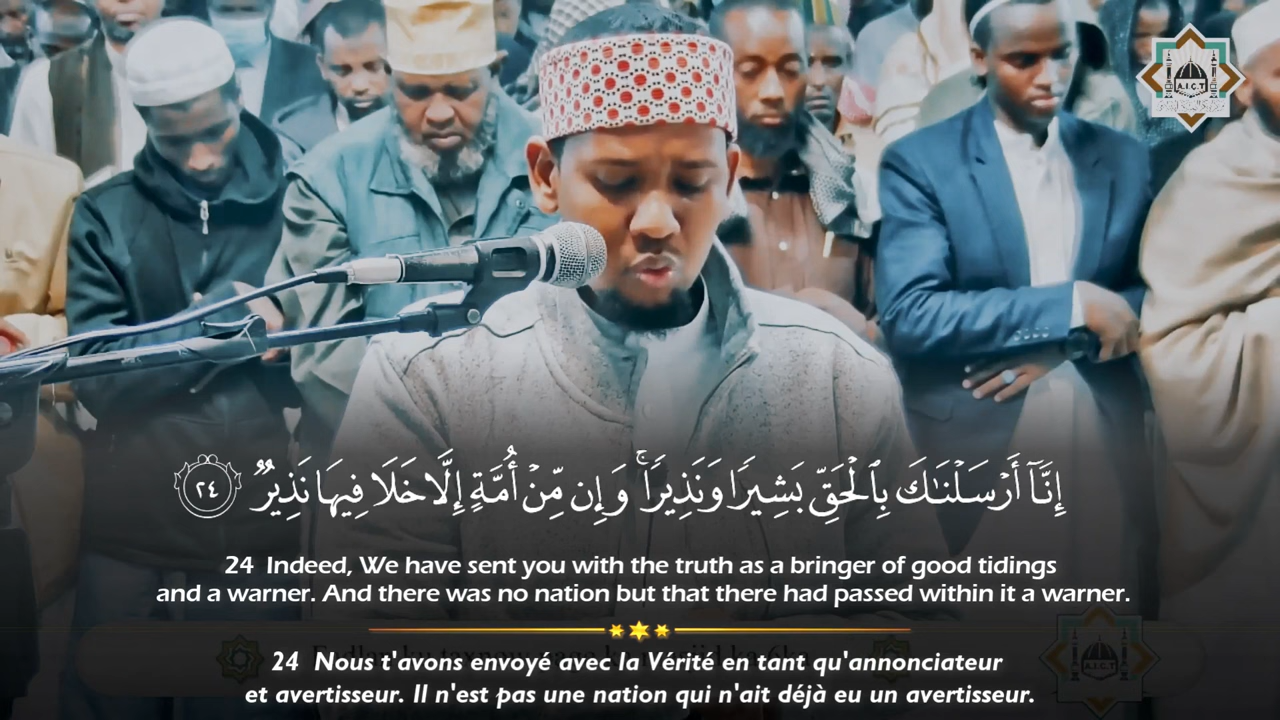 A.I.C.T
إِنَّآ أَرْسَلْنَـٰكَ بِٱلْحَقِّ بَشِيرًا وَنَذِيرًا ۚ وَإِن مِّنْ أُمَّةٍ إِلَّا خَلَا فِيهَا نَذِيرٌ ٢٤
24 Indeed, We have sent you with the truth as a bringer of good tidings
and a warner. And there was no nation but that there had passed within it a warner.
24 Nous t'avons envoyé avec la Vérité en tant qu'annonciateur
et avertisseur. Il n'est pas une nation qui n'ait déjà eu un avertisseur.
A.I.C.T